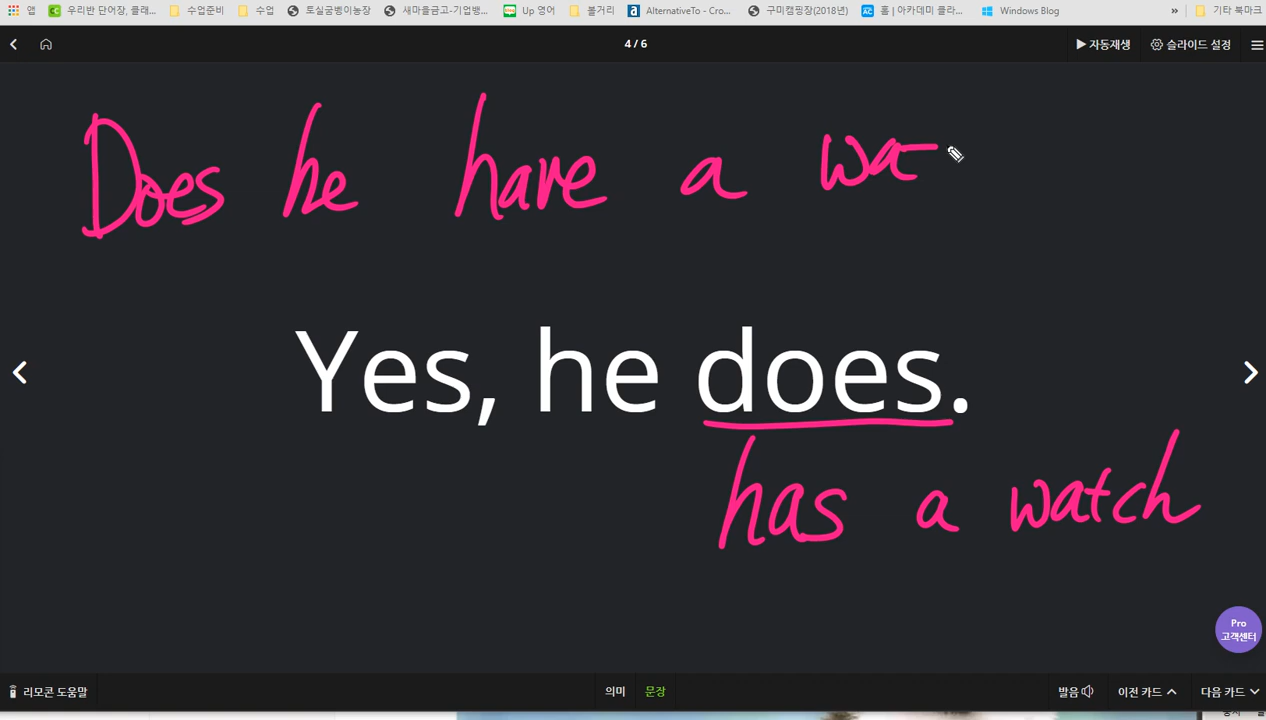 앱 우리반 단어장, 클래... 수업준비 수업 토실굼벵이농장 새마을금고-기업뱅... Up 영어 볼거리 AlternativeTo - Cro... 구미캠핑장(2018년) 홈 | 아카데미 클라... Windows Blog » 기타 북마크
4 / 6 자동재생 슬라이드 설정
Does he have a wat
Yes, he does.
has a watch
Pro
고객센터
리모콘 도움말 의미 문장 발음 이전 카드 다음 카드